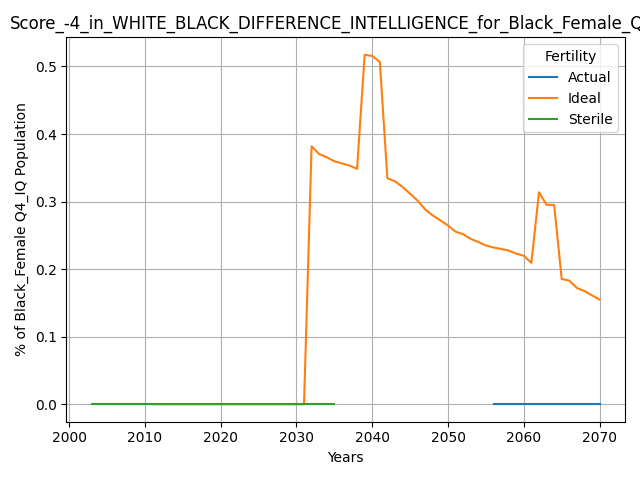 Score_-4_in_WHITE_BLACK_DIFFERENCE_INTELLIGENCE_for_Black_Female_Q
Fertility
Actual
Ideal
Sterile
% of Black_Female Q4_IQ Population
0.5
0.4
0.3
0.2
0.1
0.0
2000 2010 2020 2030 2040 2050 2060 2070
Years